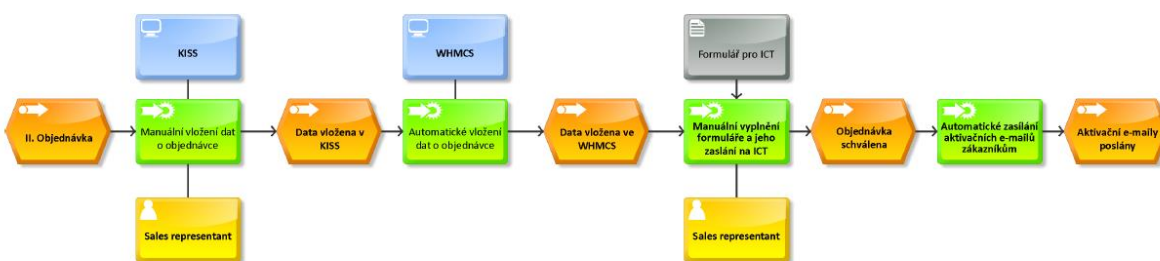 KISS
WHMCS
Formulář pro ICT
II. Objednávka
Manuální vložení dat
o objednávce
Data vložena v
KISS
Automatické vložení
dat o objednávce
Data vložena ve
WHMCS
Manuální vyplnění
formuláře a jeho
zaslání na ICT
Objednávka
schválena
Automatické zasílání
aktivačních e-mailů
zákazníkům
Aktivační e-maily
poslány
Sales representant
Sales representant